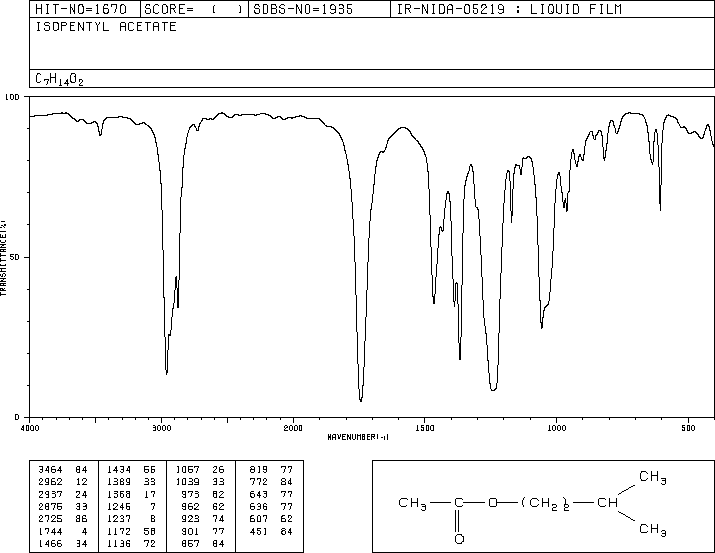 HIT-NO=1670 SCORE= ( ) SDBS-NO=1935 IR-NIDA-05219 : LIQUID FILM
ISOPENTYL ACETATE
C7H14O2
100
50
0
TRANSMITTANCE(%)
4000 3000 2000 1500 1000 500
WAVENUMBER(-1)
3464 84 1434 56 1057 26 819 77
2962 12 1389 33 1039 33 772 84
2937 24 1368 17 973 62 643 77
2875 33 1246 7 962 62 636 77
2725 86 1237 8 923 74 607 62
1744 4 1172 58 901 77 451 84
1466 34 1136 72 857 84
CH3
CH3-C-O-(CH2)2-CH
O
CH3